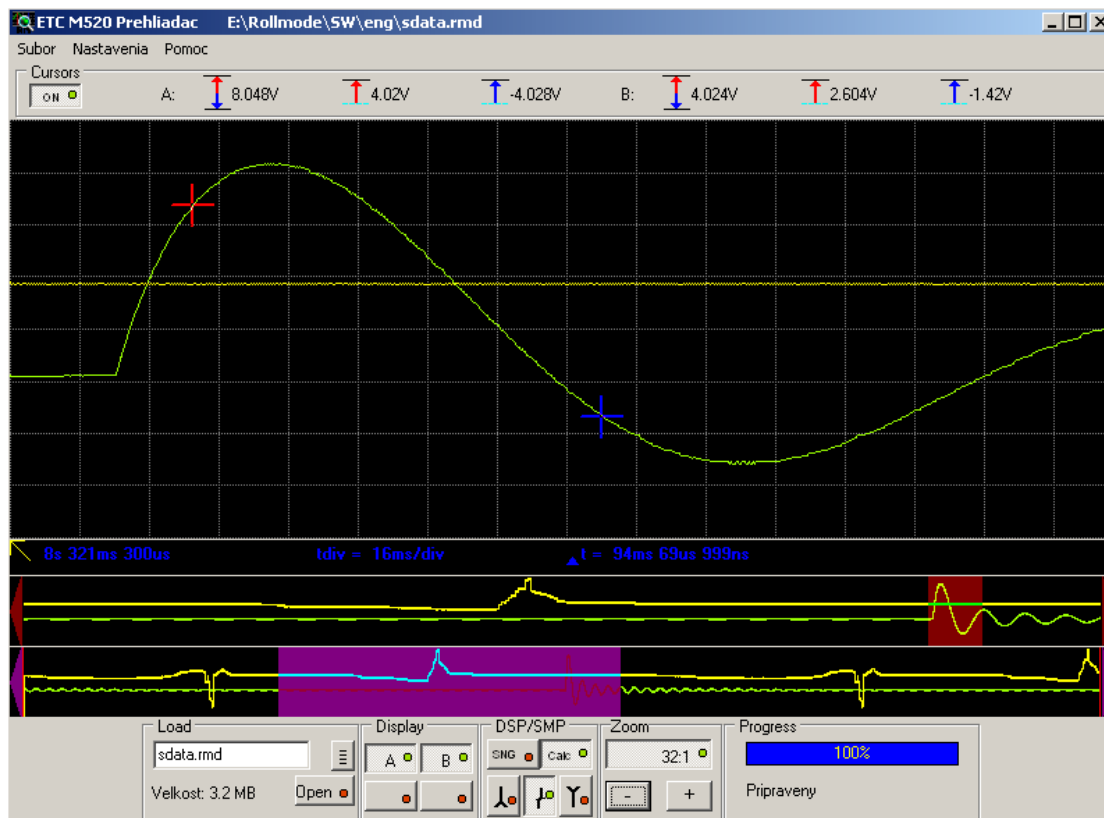 ETC M520 Prehliadac E:\Rollmode\SW\eng\sdata.rmd
Subor Nastavenia Pomoc
Cursors
ON A: 8.048V 4.02V -4.028V B: 4.024V 2.604V -1.42V
8s 321ms 300us tdiv = 16ms/div t = 94ms 69us 999ns
Load Display DSP/SMP Zoom Progress
sdata.rmd A B SNG Calc 32:1 100%
Velkost: 3.2 MB Open - + Pripraveny